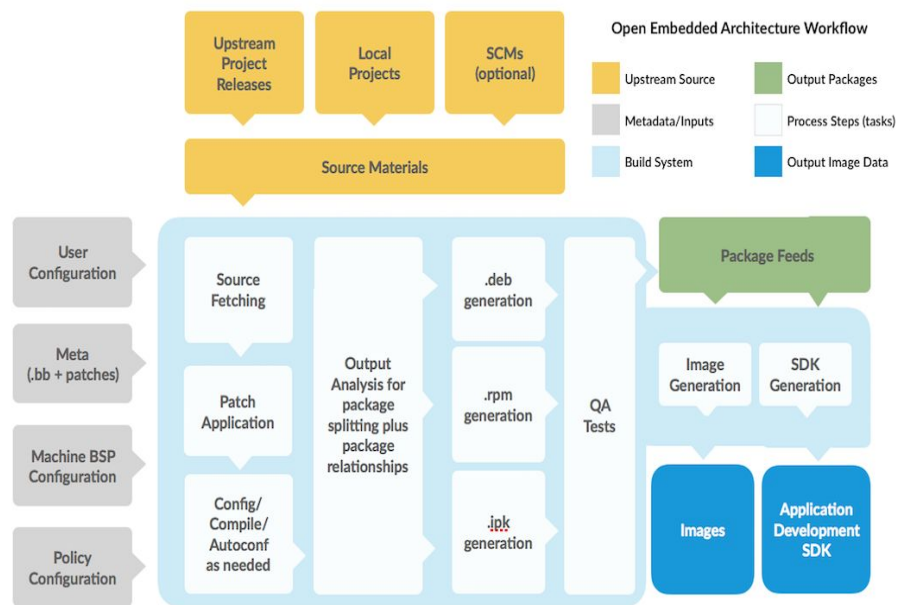 Open Embedded Architecture Workflow
Upstream
Project
Releases
Local
Projects
SCMs
(optional)
Upstream Source
Output Packages
Metadata/Inputs
Process Steps (tasks)
Build System
Output Image Data
Source Materials
User
Configuration
Meta
(.bb + patches)
Machine BSP
Configuration
Policy
Configuration
Source
Fetching
Patch
Application
Config/
Compile/
Autoconf
as needed
Output
Analysis for
package
splitting plus
package
relationships
.deb
generation
.rpm
generation
.ipk
generation
QA
Tests
Package Feeds
Image
Generation
SDK
Generation
Images
Application
Development
SDK